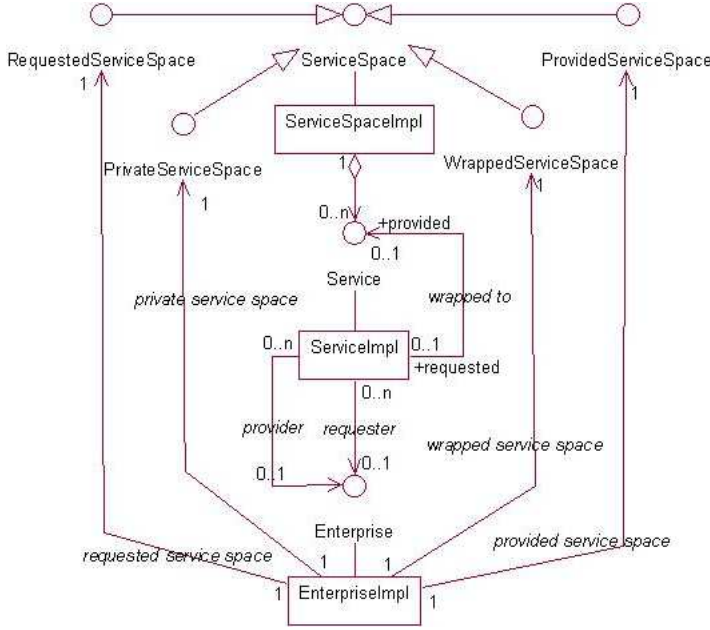 RequestedServiceSpace
ServiceSpace
ProvidedServiceSpace
1
1
ServiceSpaceImpl
PrivateServiceSpace
1
WrappedServiceSpace
1
1
0..n
+provided
0..1
Service
private service space
wrapped to
0..n
ServiceImpl
0..1
+requested
0..n
provider
requester
wrapped service space
0..1
0..1
Enterprise
provided service space
requested service space
1
1
1
EnterpriseImpl
1